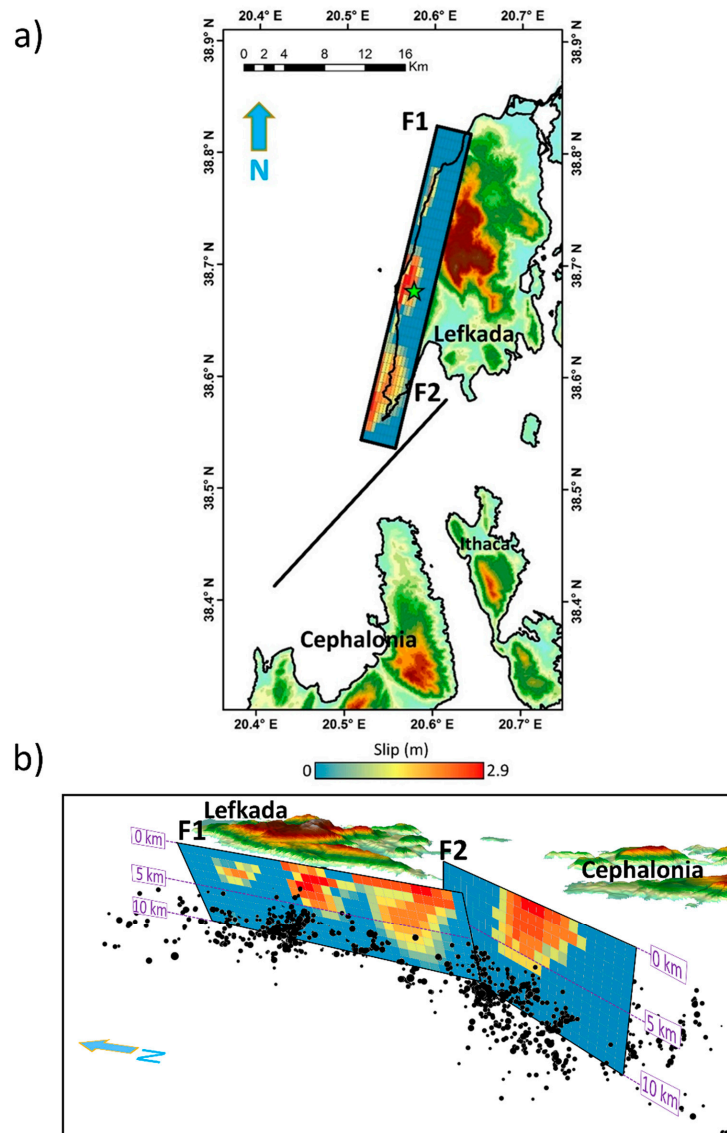 a)
20.4° E 20.5° E 20.6° E 20.7° E
0 2 4 8 12 16
Km
N
F1
F2
Lefkada
Ithaca
Cephalonia
38.9° N 38.9° N
38.8° N 38.8° N
38.7° N 38.7° N
38.6° N 38.6° N
38.5° N 38.5° N
38.4° N 38.4° N
20.4° E 20.5° E 20.6° E 20.7° E
Slip (m)
0 2.9
b)
Lefkada
F1
F2
Cephalonia
0 km
5 km
10 km
0 km
5 km
10 km
N